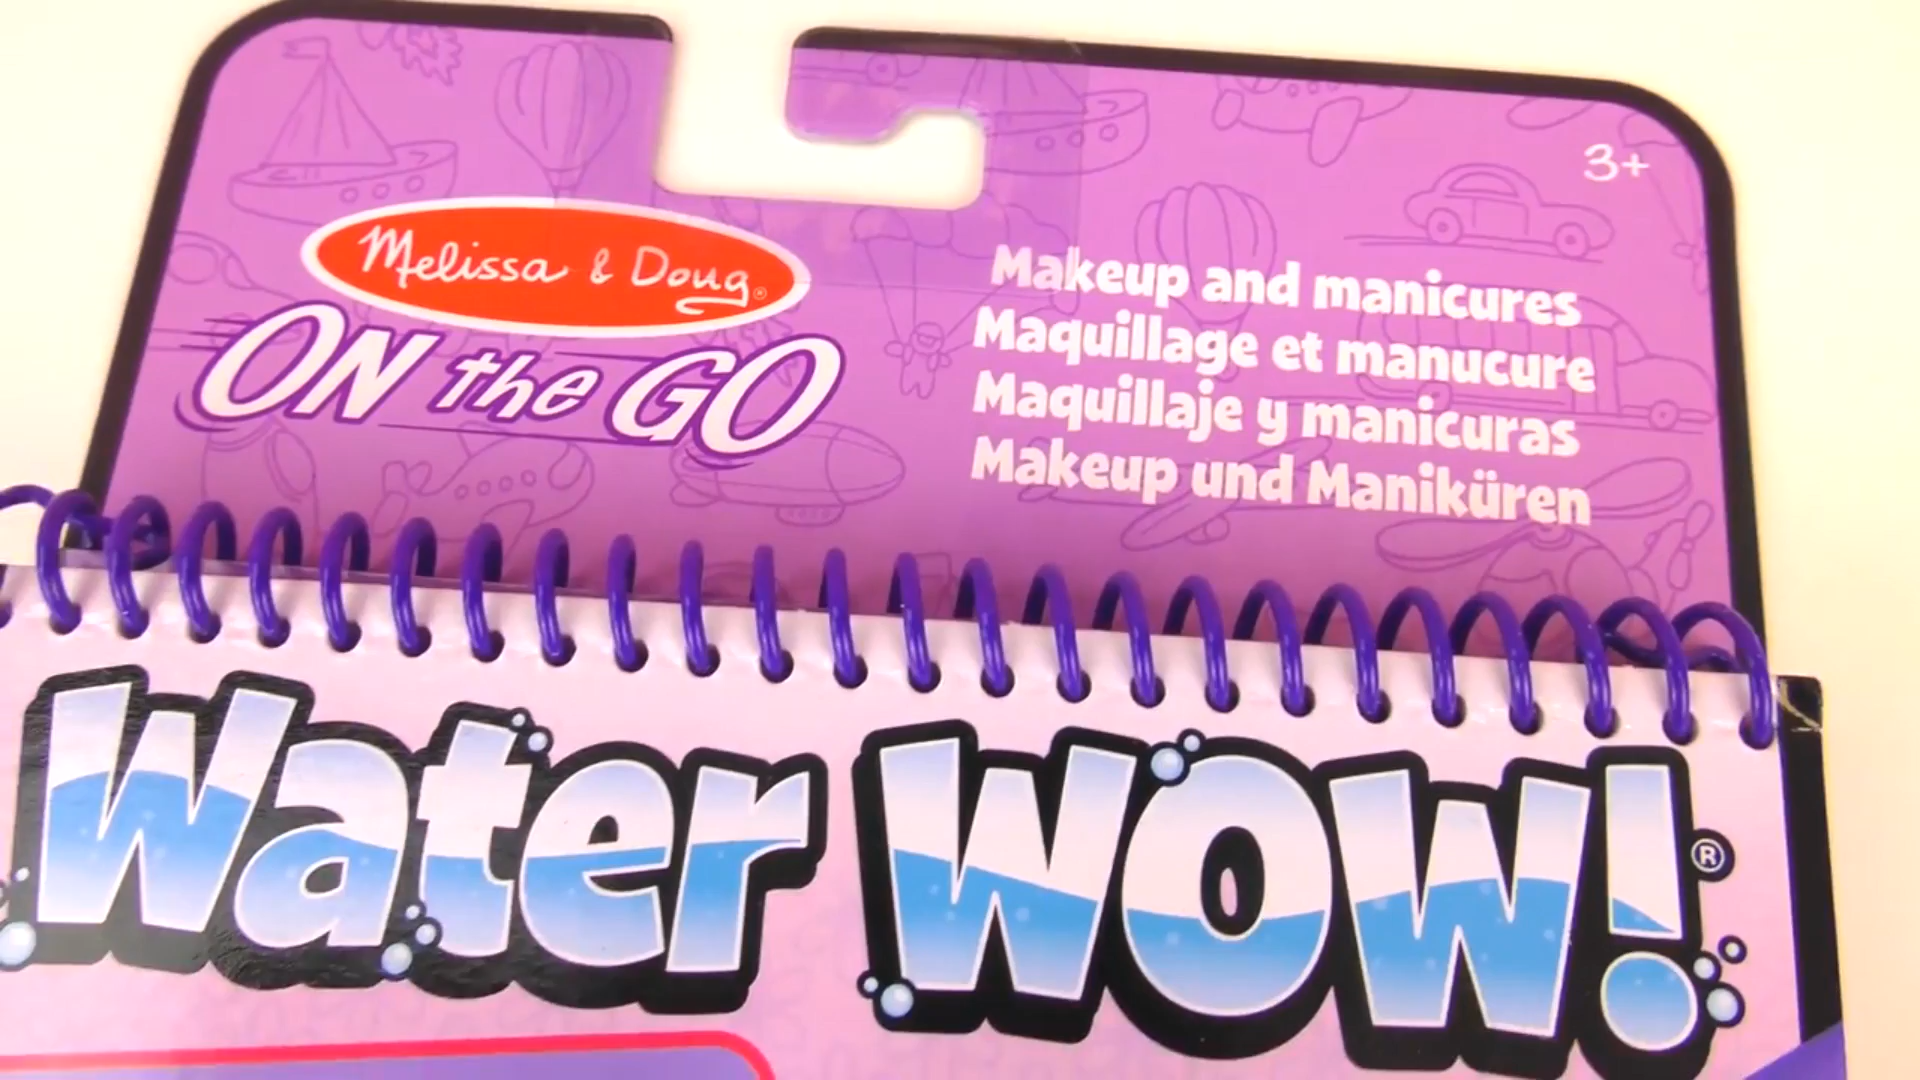 3+
Melissa & Doug®
ON the GO
Makeup and manicures
Maquillage et manucure
Maquillaje y manicuras
Makeup und Maniküren
Water WOW!®